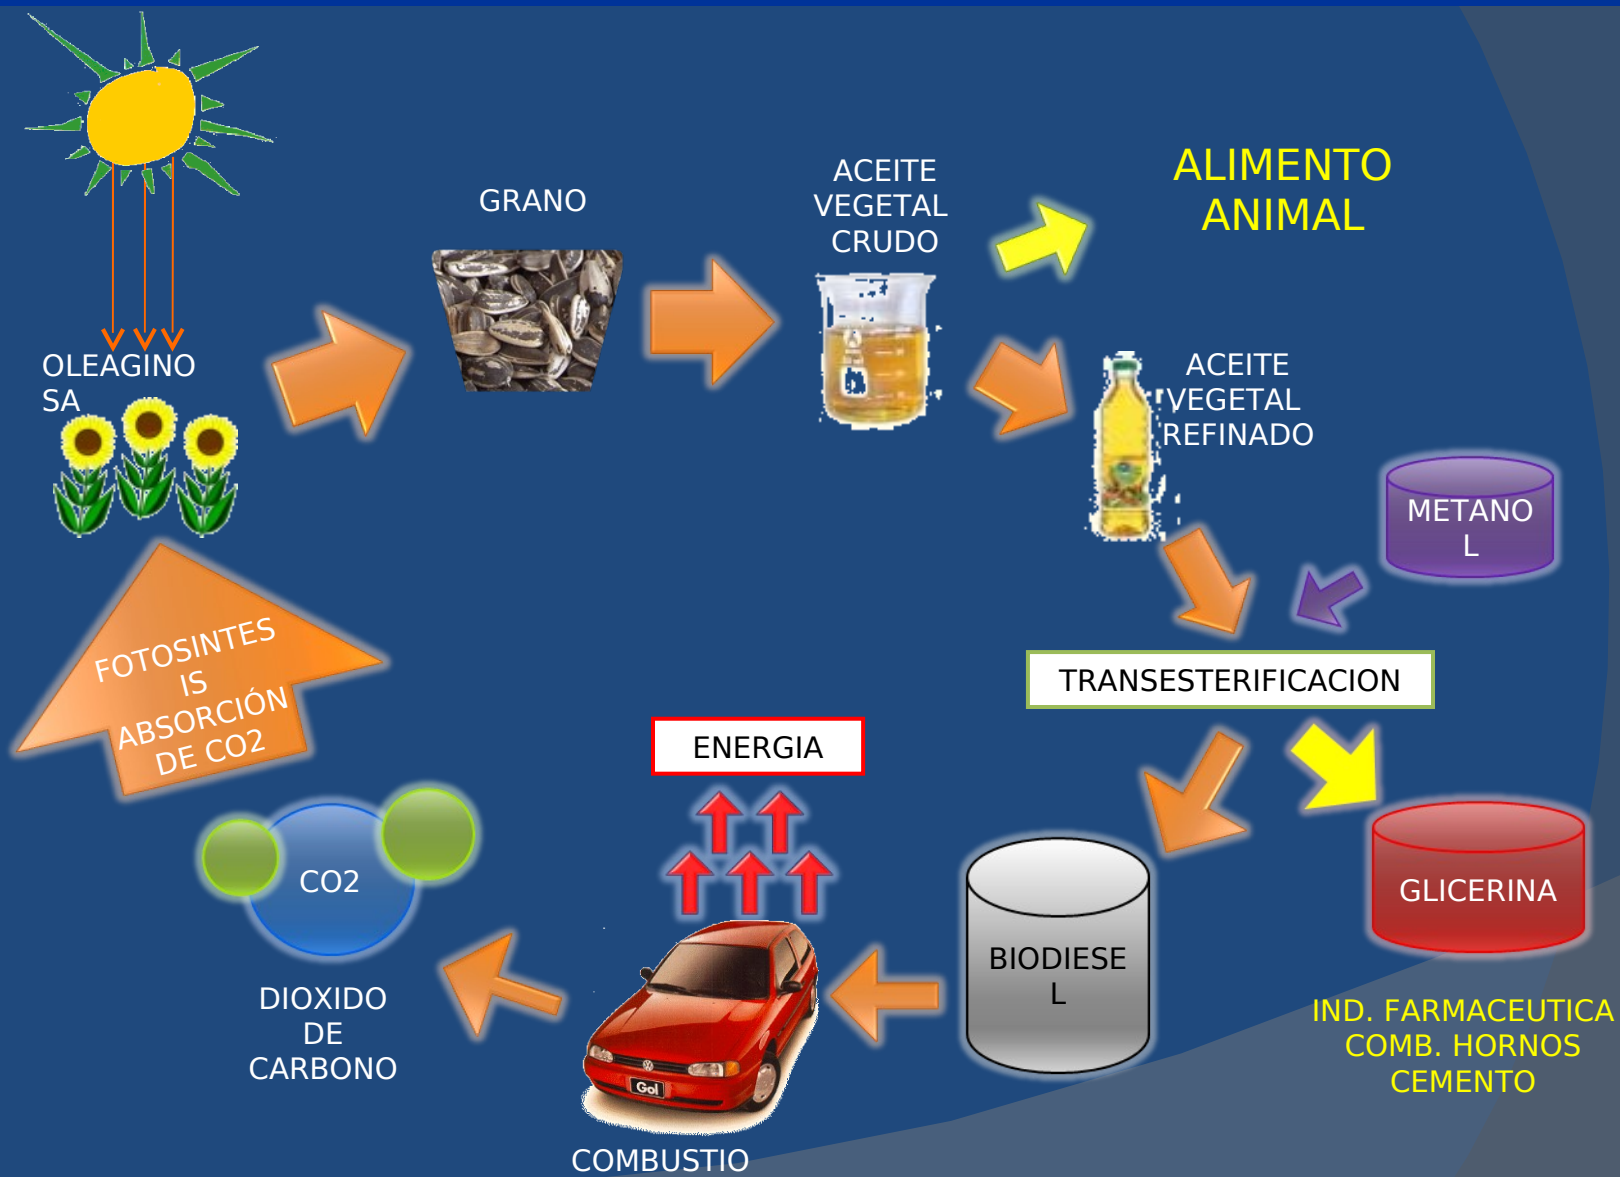 GRANO
ACEITE
VEGETAL
CRUDO
ALIMENTO
ANIMAL
OLEAGINO
SA
ACEITE
VEGETAL
REFINADO
METANO
L
TRANSESTERIFICACION
FOTOSINTES
IS
ABSORCIÓN
DE CO2
ENERGIA
CO2
GLICERINA
BIODIESE
L
DIOXIDO
DE
CARBONO
Gol
IND. FARMACEUTICA
COMB. HORNOS
CEMENTO
COMBUSTIO